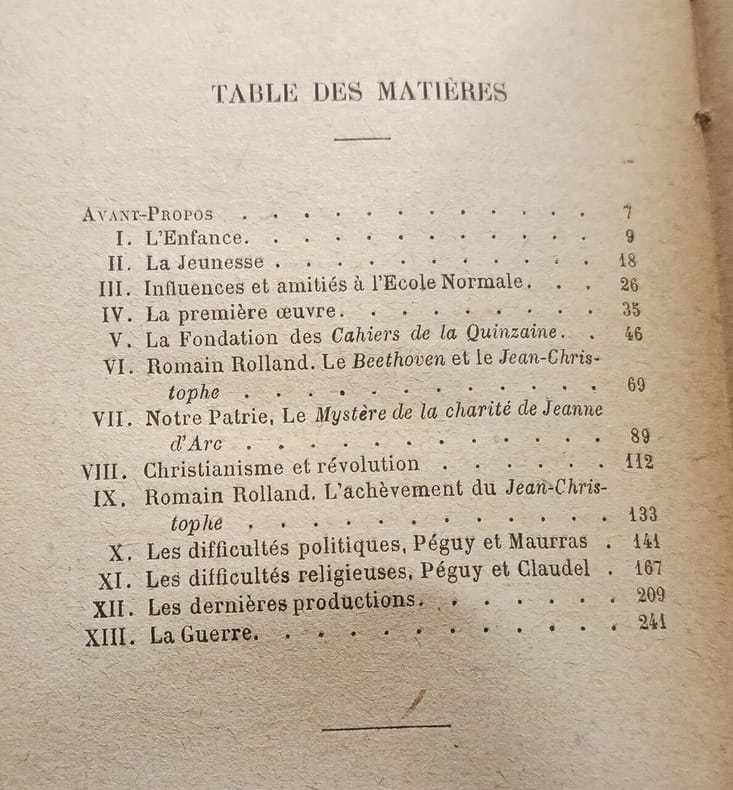 TABLE DES MATIÈRES
AVANT-PROPOS . . . . . . . . . . . 7
I. L'Enfance. . . . . . . . . . . 9
II. La Jeunesse . . . . . . . . . . 18
III. Influences et amitiés à l'Ecole Normale. . . 26
IV. La première œuvre. . . . . . . . 35
V. La Fondation des Cahiers de la Quinzaine. . 46
VI. Romain Rolland. Le Beethoven et le Jean-Chris-
tophe . . . . . . . . . . . 69
VII. Notre Patrie, Le Mystère de la charité de Jeanne
d'Arc . . . . . . . . . . . 89
VIII. Christianisme et révolution . . . . . . 112
IX. Romain Rolland. L'achèvement du Jean-Chris-
tophe . . . . . . . . . . . 133
X. Les difficultés politiques, Péguy et Maurras . 141
XI. Les difficultés religieuses, Péguy et Claudel . 167
XII. Les dernières productions. . . . . . . 209
XIII. La Guerre. . . . . . . . . . . . 241